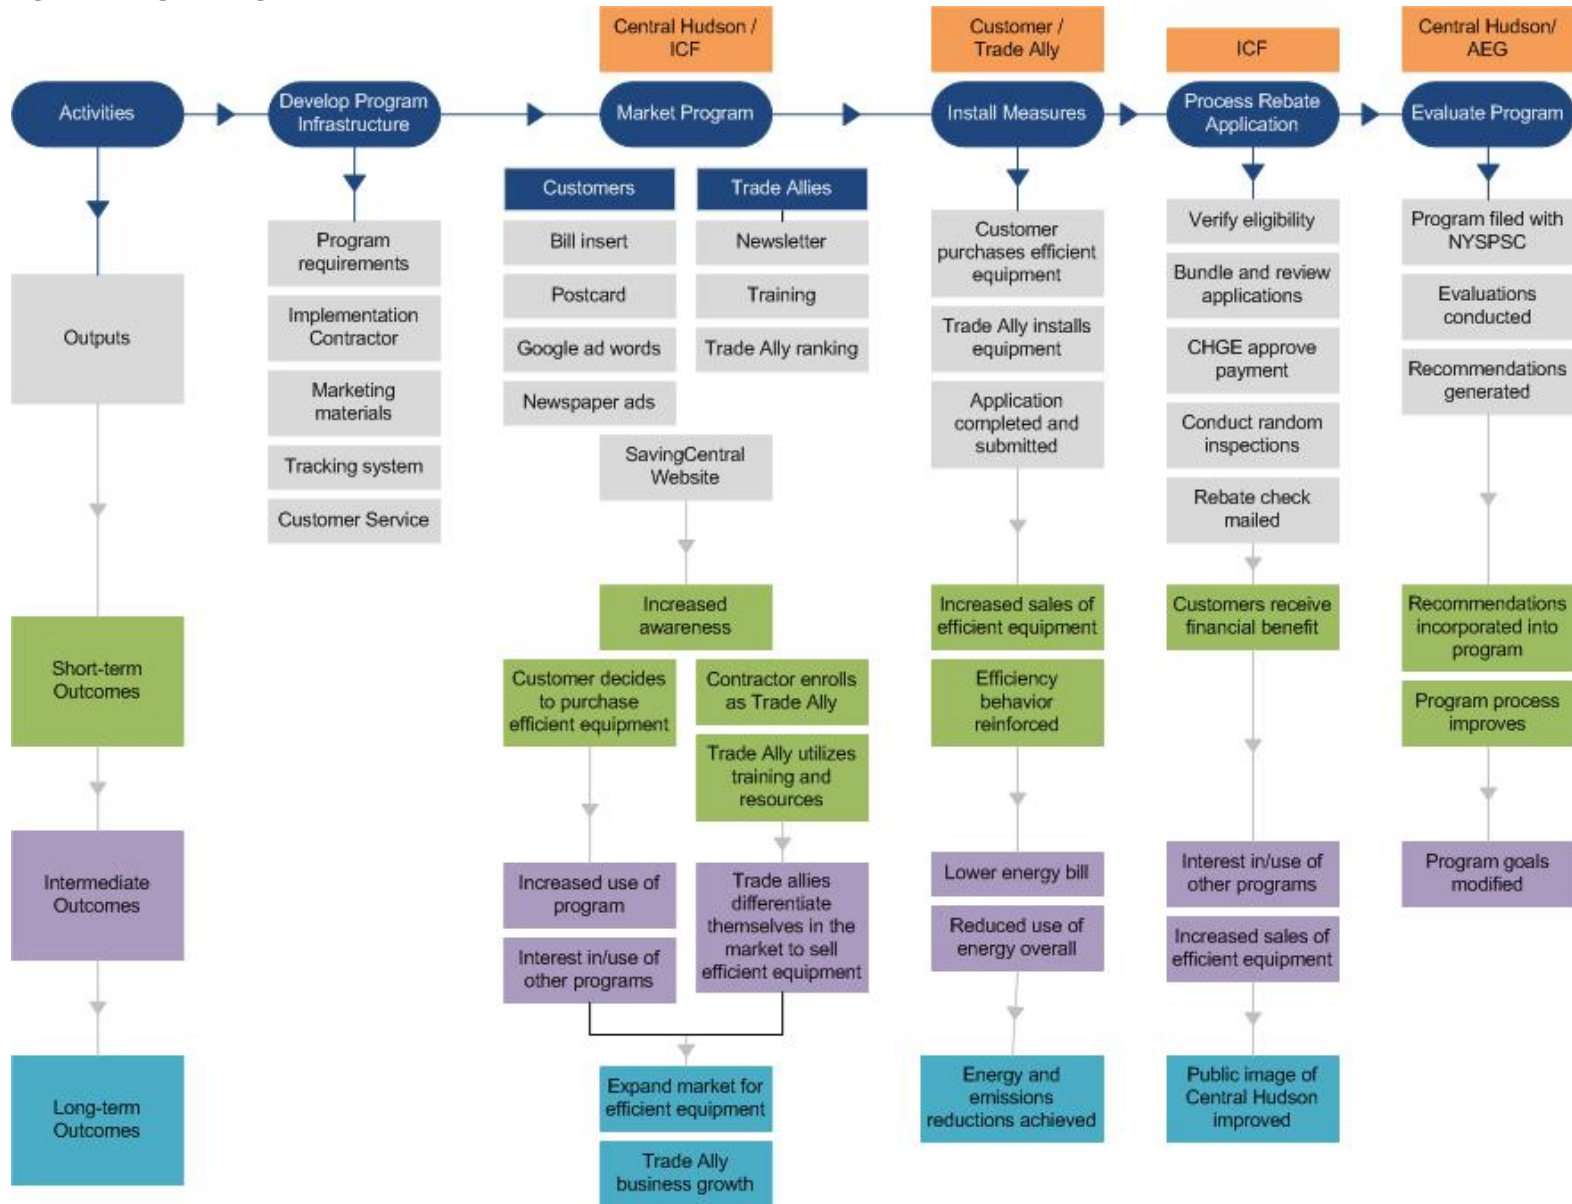 Central Hudson /
ICF
Customer /
Trade Ally
ICF
Central Hudson/
AEG
Activities
Develop Program
Infrastructure
Market Program
Install Measures
Process Rebate
Application
Evaluate Program
Outputs
Program
requirements
Implementation
Contractor
Marketing
materials
Tracking system
Customer Service
Customers
Bill insert
Postcard
Google ad words
Newspaper ads
Trade Allies
Newsletter
Training
Trade Ally ranking
SavingCentral
Website
Customer
purchases efficient
equipment
Trade Ally installs
equipment
Application
completed and
submitted
Verify eligibility
Bundle and review
applications
CHGE approve
payment
Conduct random
inspections
Rebate check
mailed
Program filed with
NYSPSC
Evaluations
conducted
Recommendations
generated
Short-term
Outcomes
Increased
awareness
Customer decides
to purchase
efficient equipment
Contractor enrolls
as Trade Ally
Trade Ally utilizes
training and
resources
Increased sales of
efficient equipment
Efficiency
behavior
reinforced
Customers receive
financial benefit
Recommendations
incorporated into
program
Program process
improves
Intermediate
Outcomes
Increased use of
program
Interest in/use of
other programs
Trade allies
differentiate
themselves in the
market to sell
efficient equipment
Lower energy bill
Reduced use of
energy overall
Interest in/use of
other programs
Increased sales of
efficient equipment
Program goals
modified
Long-term
Outcomes
Expand market for
efficient equipment
Trade Ally
business growth
Energy and
emissions
reductions achieved
Public image of
Central Hudson
improved